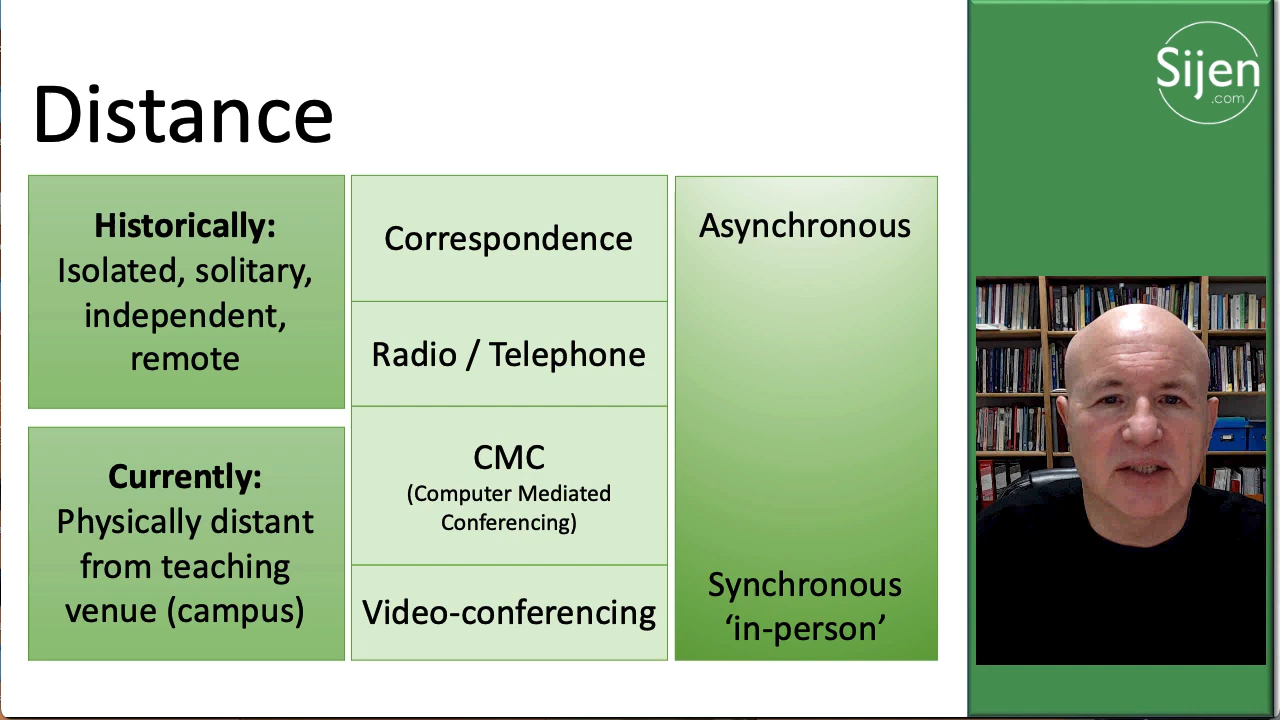 Distance
Historically:
Isolated, solitary,
independent,
remote
Currently:
Physically distant
from teaching
venue (campus)
Correspondence
Radio / Telephone
CMC
(Computer Mediated
Conferencing)
Video-conferencing
Asynchronous
Synchronous
‘in-person’
Sijen
.com